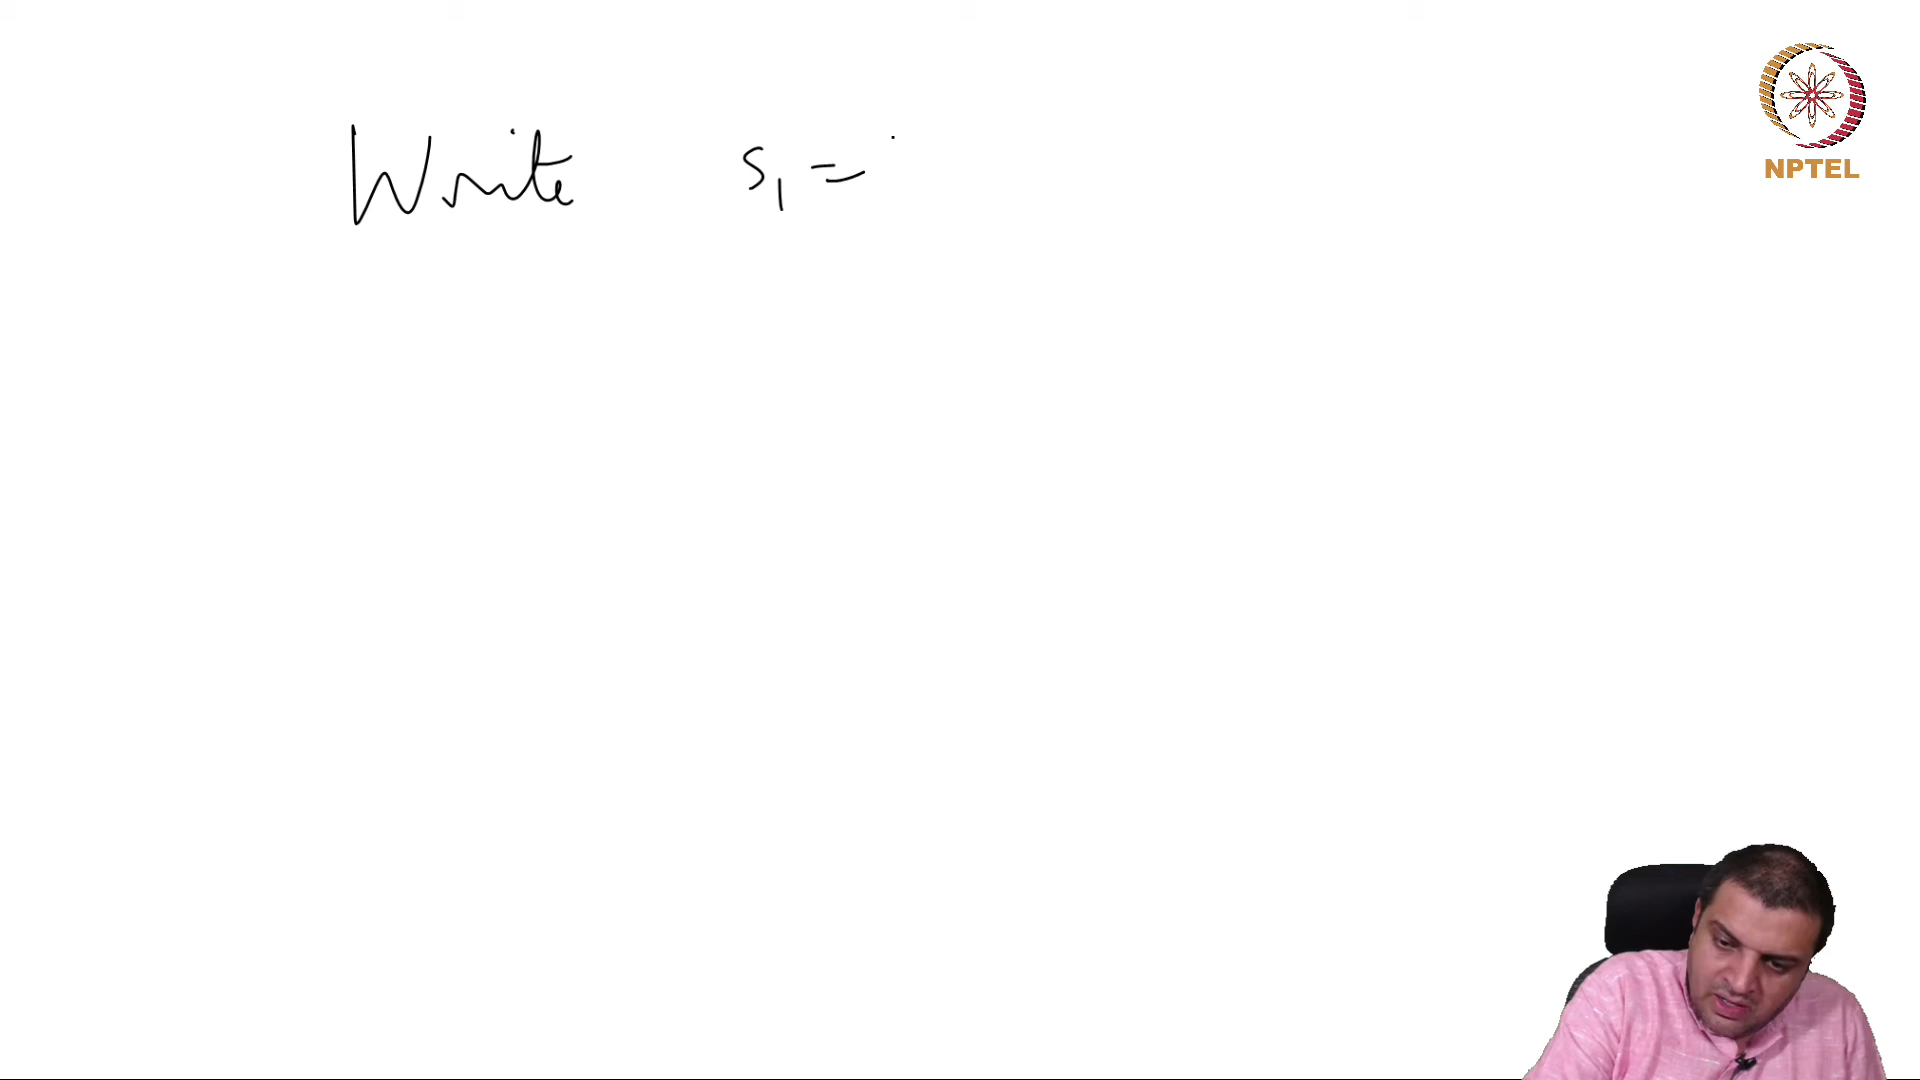 Write s₁ =
NPTEL